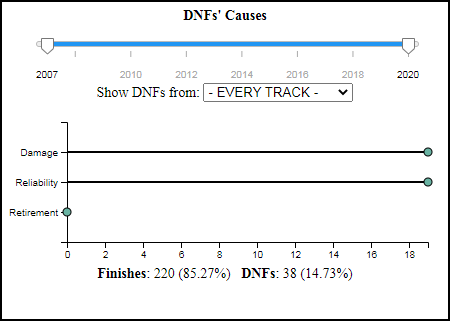 DNFs' Causes
2007 2010 2012 2014 2016 2018 2020
Show DNFs from: - EVERY TRACK -
Damage
Reliability
Retirement
0 2 4 6 8 10 12 14 16 18
Finishes: 220 (85.27%) DNFs: 38 (14.73%)